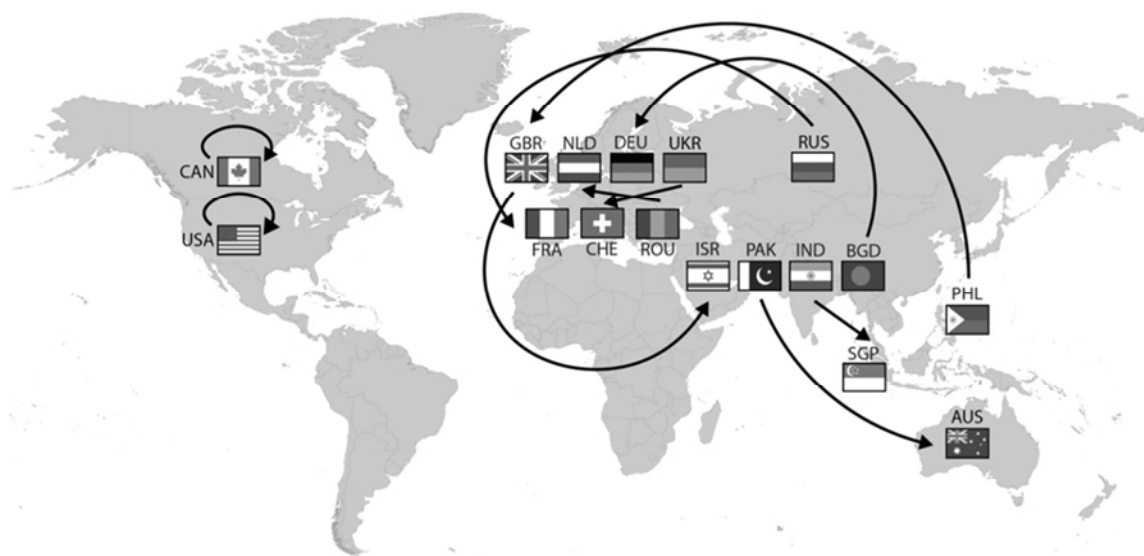 GBR NLD DEU UKR RUS
CAN
USA
FRA CHE ROU ISR PAK IND BGD
PHL
SGP
AUS